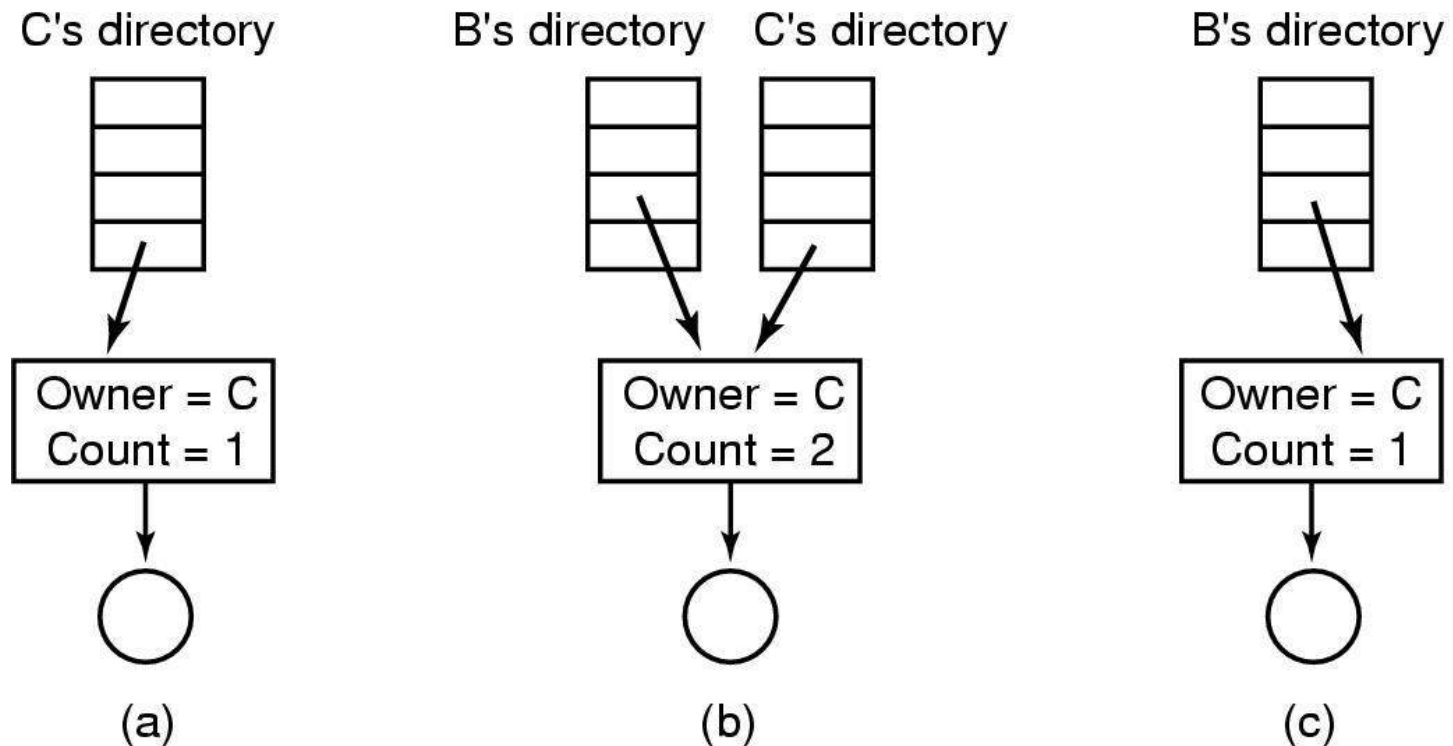 C's directory
B's directory
C's directory
B's directory
Owner = C
Count = 1
Owner = C
Count = 2
Owner = C
Count = 1
(a)
(b)
(c)